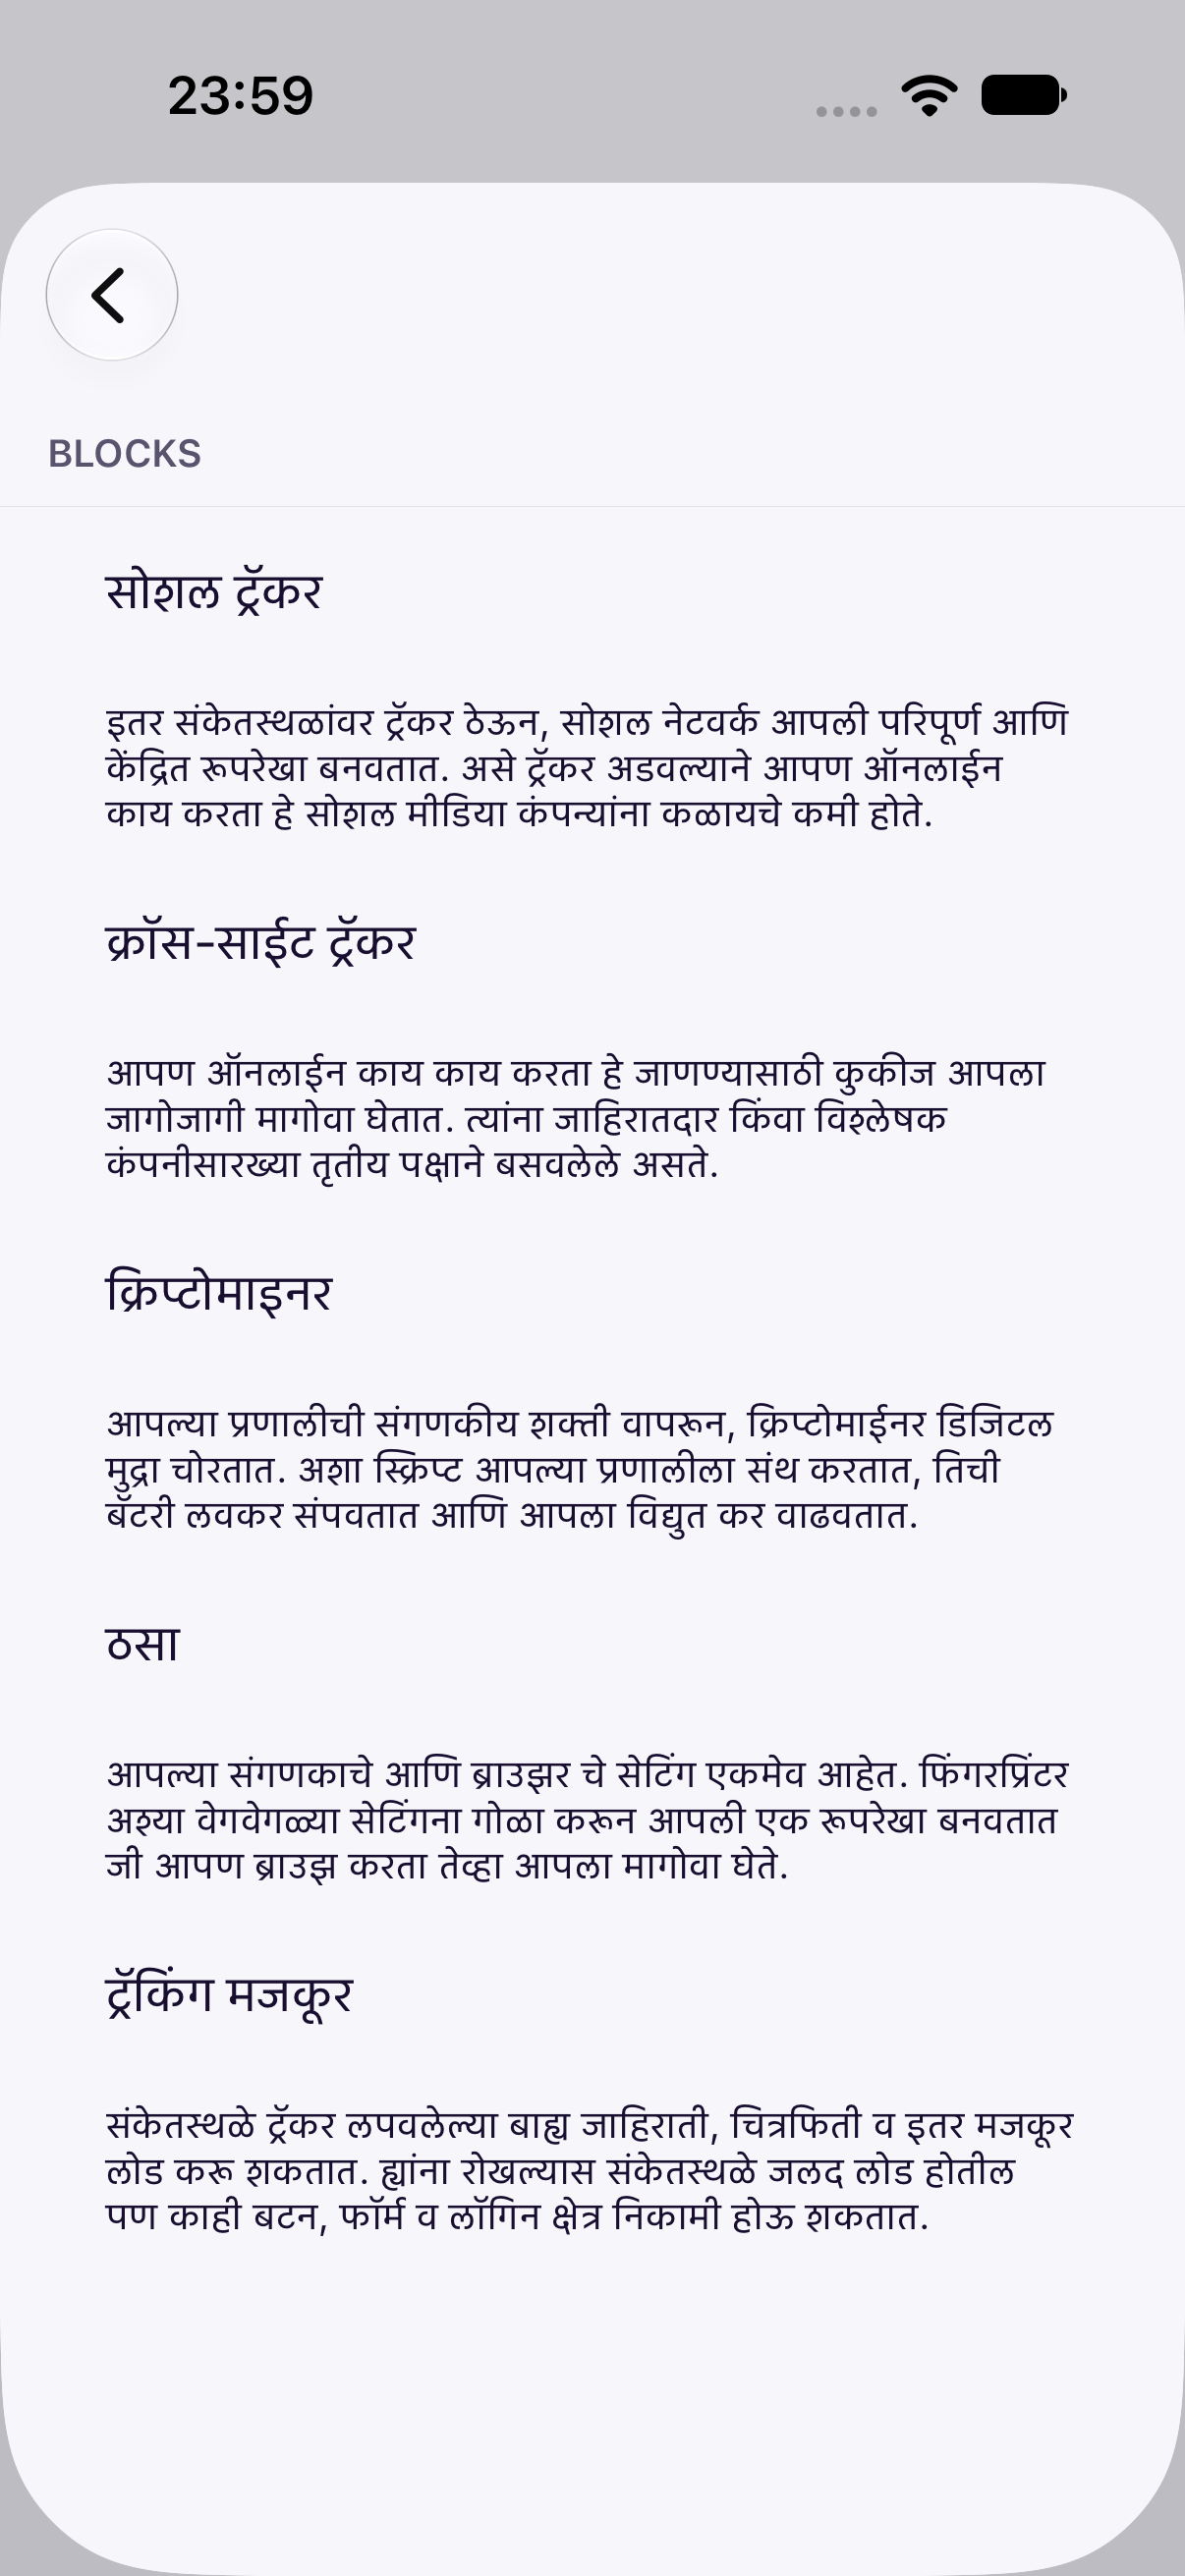 23:59
BLOCKS
सोशल ट्रॅकर
इतर संकेतस्थळांवर ट्रॅकर ठेऊन, सोशल नेटवर्क आपली परिपूर्ण आणि
केंद्रित रूपरेखा बनवतात. असे ट्रॅकर अडवल्याने आपण ऑनलाईन
काय करता हे सोशल मीडिया कंपन्यांना कळायचे कमी होते.
क्रॉस-साईट ट्रॅकर
आपण ऑनलाईन काय काय करता हे जाणण्यासाठी कुकीज आपला
जागोजागी मागोवा घेतात. त्यांना जाहिरातदार किंवा विश्लेषक
कंपनीसारख्या तृतीय पक्षाने बसवलेले असते.
क्रिप्टोमाइनर
आपल्या प्रणालीची संगणकीय शक्ती वापरून, क्रिप्टोमाईनर डिजिटल
मुद्रा चोरतात. अशा स्क्रिप्ट आपल्या प्रणालीला संथ करतात, तिची
बॅटरी लवकर संपवतात आणि आपला विद्युत कर वाढवतात.
ठसा
आपल्या संगणकाचे आणि ब्राउझर चे सेटिंग एकमेव आहेत. फिंगरप्रिंटर
अश्या वेगवेगळ्या सेटिंगना गोळा करून आपली एक रूपरेखा बनवतात
जी आपण ब्राउझ करता तेव्हा आपला मागोवा घेते.
ट्रॅकिंग मजकूर
संकेतस्थळे ट्रॅकर लपवलेल्या बाह्य जाहिराती, चित्रफिती व इतर मजकूर
लोड करू शकतात. ह्यांना रोखल्यास संकेतस्थळे जलद लोड होतील
पण काही बटन, फॉर्म व लॉगिन क्षेत्र निकामी होऊ शकतात.